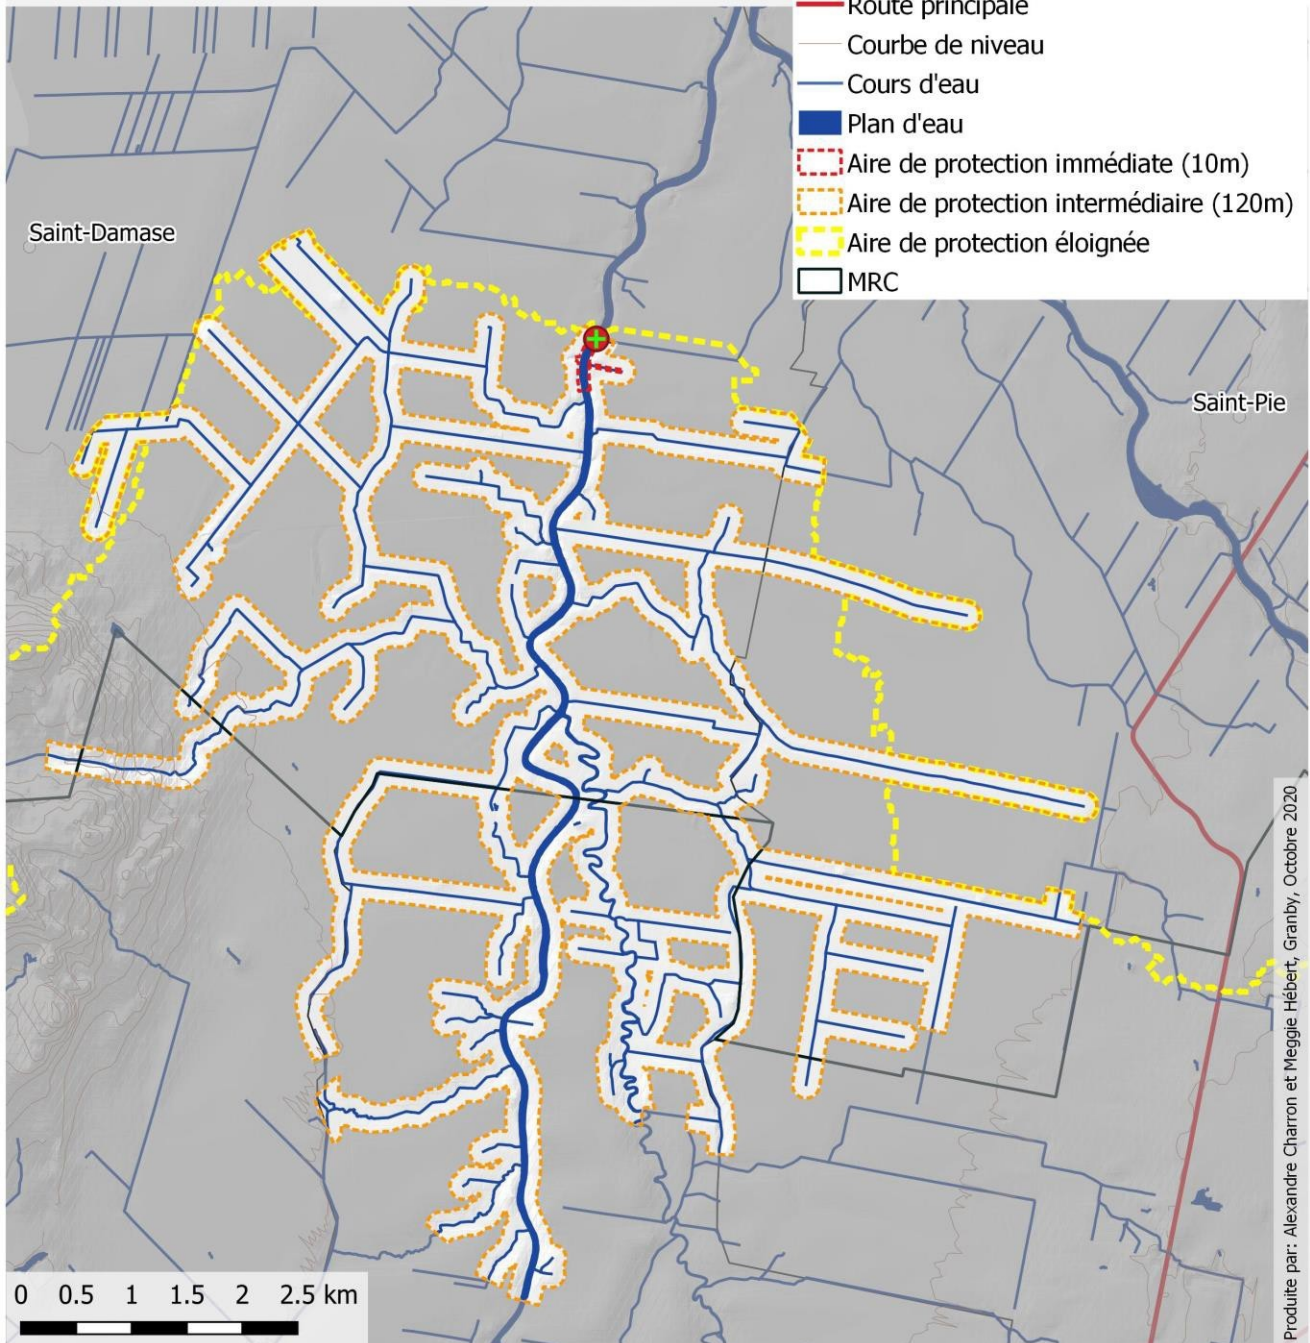 Route principale
Courbe de niveau
Cours d'eau
Plan d'eau
Aire de protection immédiate (10m)
Aire de protection intermédiaire (120m)
Aire de protection éloignée
MRC
Saint-Damase
Saint-Pie
0 0.5 1 1.5 2 2.5 km
Produite par: Alexandre Charron et Meggie Hébert, Granby, Octobre 2020